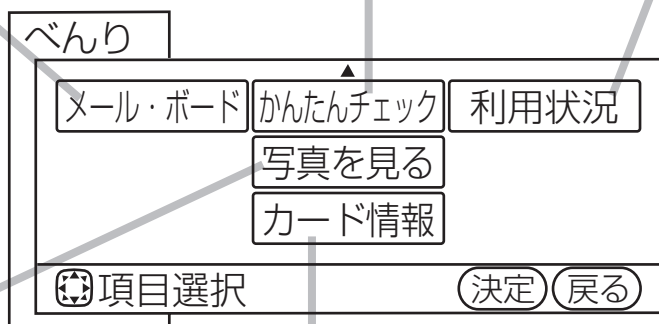 べんり
メール・ボード かんたんチェック 利用状況
写真を見る
カード情報
項目選択 決定 戻る